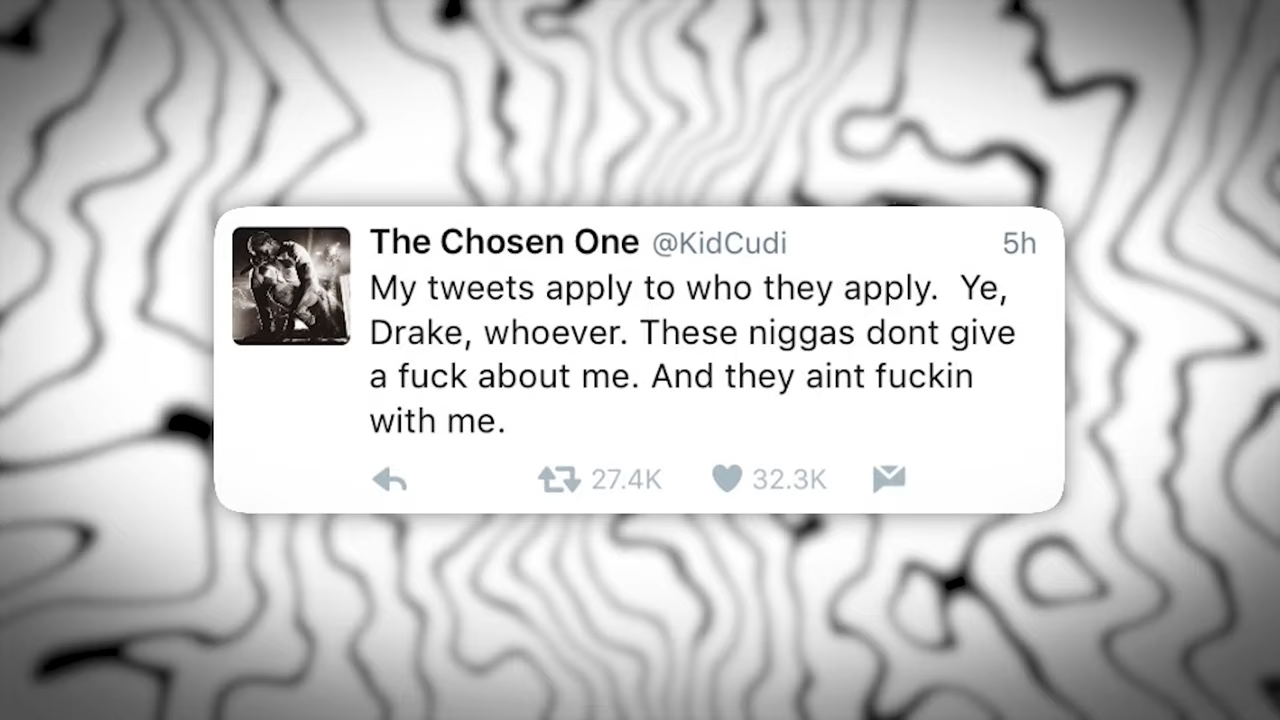 The Chosen One @KidCudi 5h
My tweets apply to who they apply.  Ye,
Drake, whoever. These niggas dont give
a fuck about me. And they aint fuckin
with me.
27.4K 32.3K